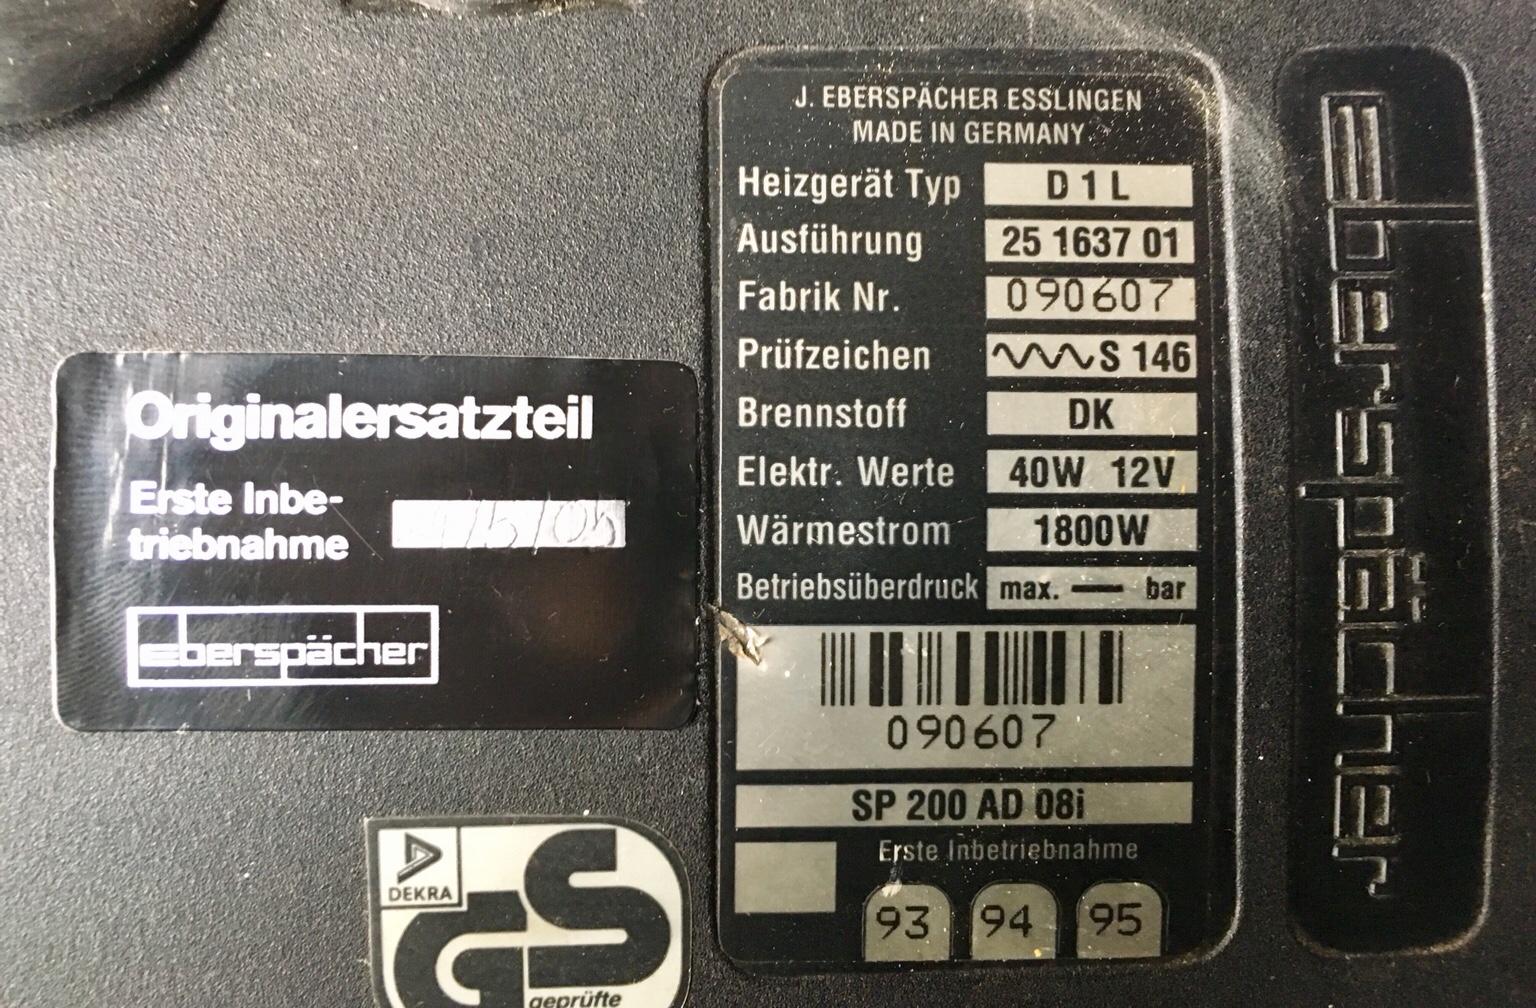 Originalersatzteil
Erste Inbe-
triebnahme
eberspächer
J. EBERSPÄCHER ESSLINGEN
MADE IN GERMANY
Heizgerät Typ D 1 L
Ausführung 25 1637 01
Fabrik Nr. 090607
Prüfzeichen S 146
Brennstoff DK
Elektr. Werte 40W 12V
Wärmestrom 1800W
Betriebsüberdruck max. — bar
090607
SP 200 AD 08i
Erste Inbetriebnahme
93 94 95
DEKRA
GS
geprüfte
eberspächer